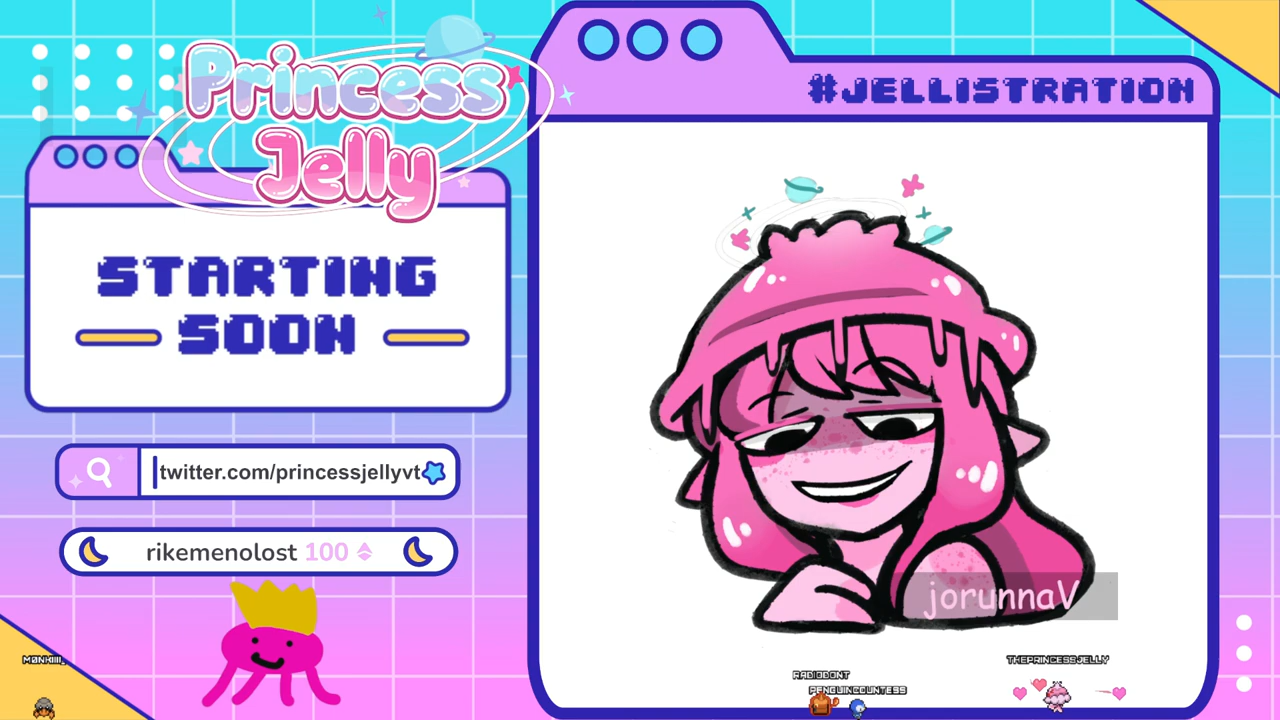 Princess
Jelly
#JELLISTRATION
STARTING
SOON
twitter.com/princessjellyvt
rikemenolost 100
jorunnaV
THEPRINCESSJELLY
RADIODONT
PENGUINCOUNTESS